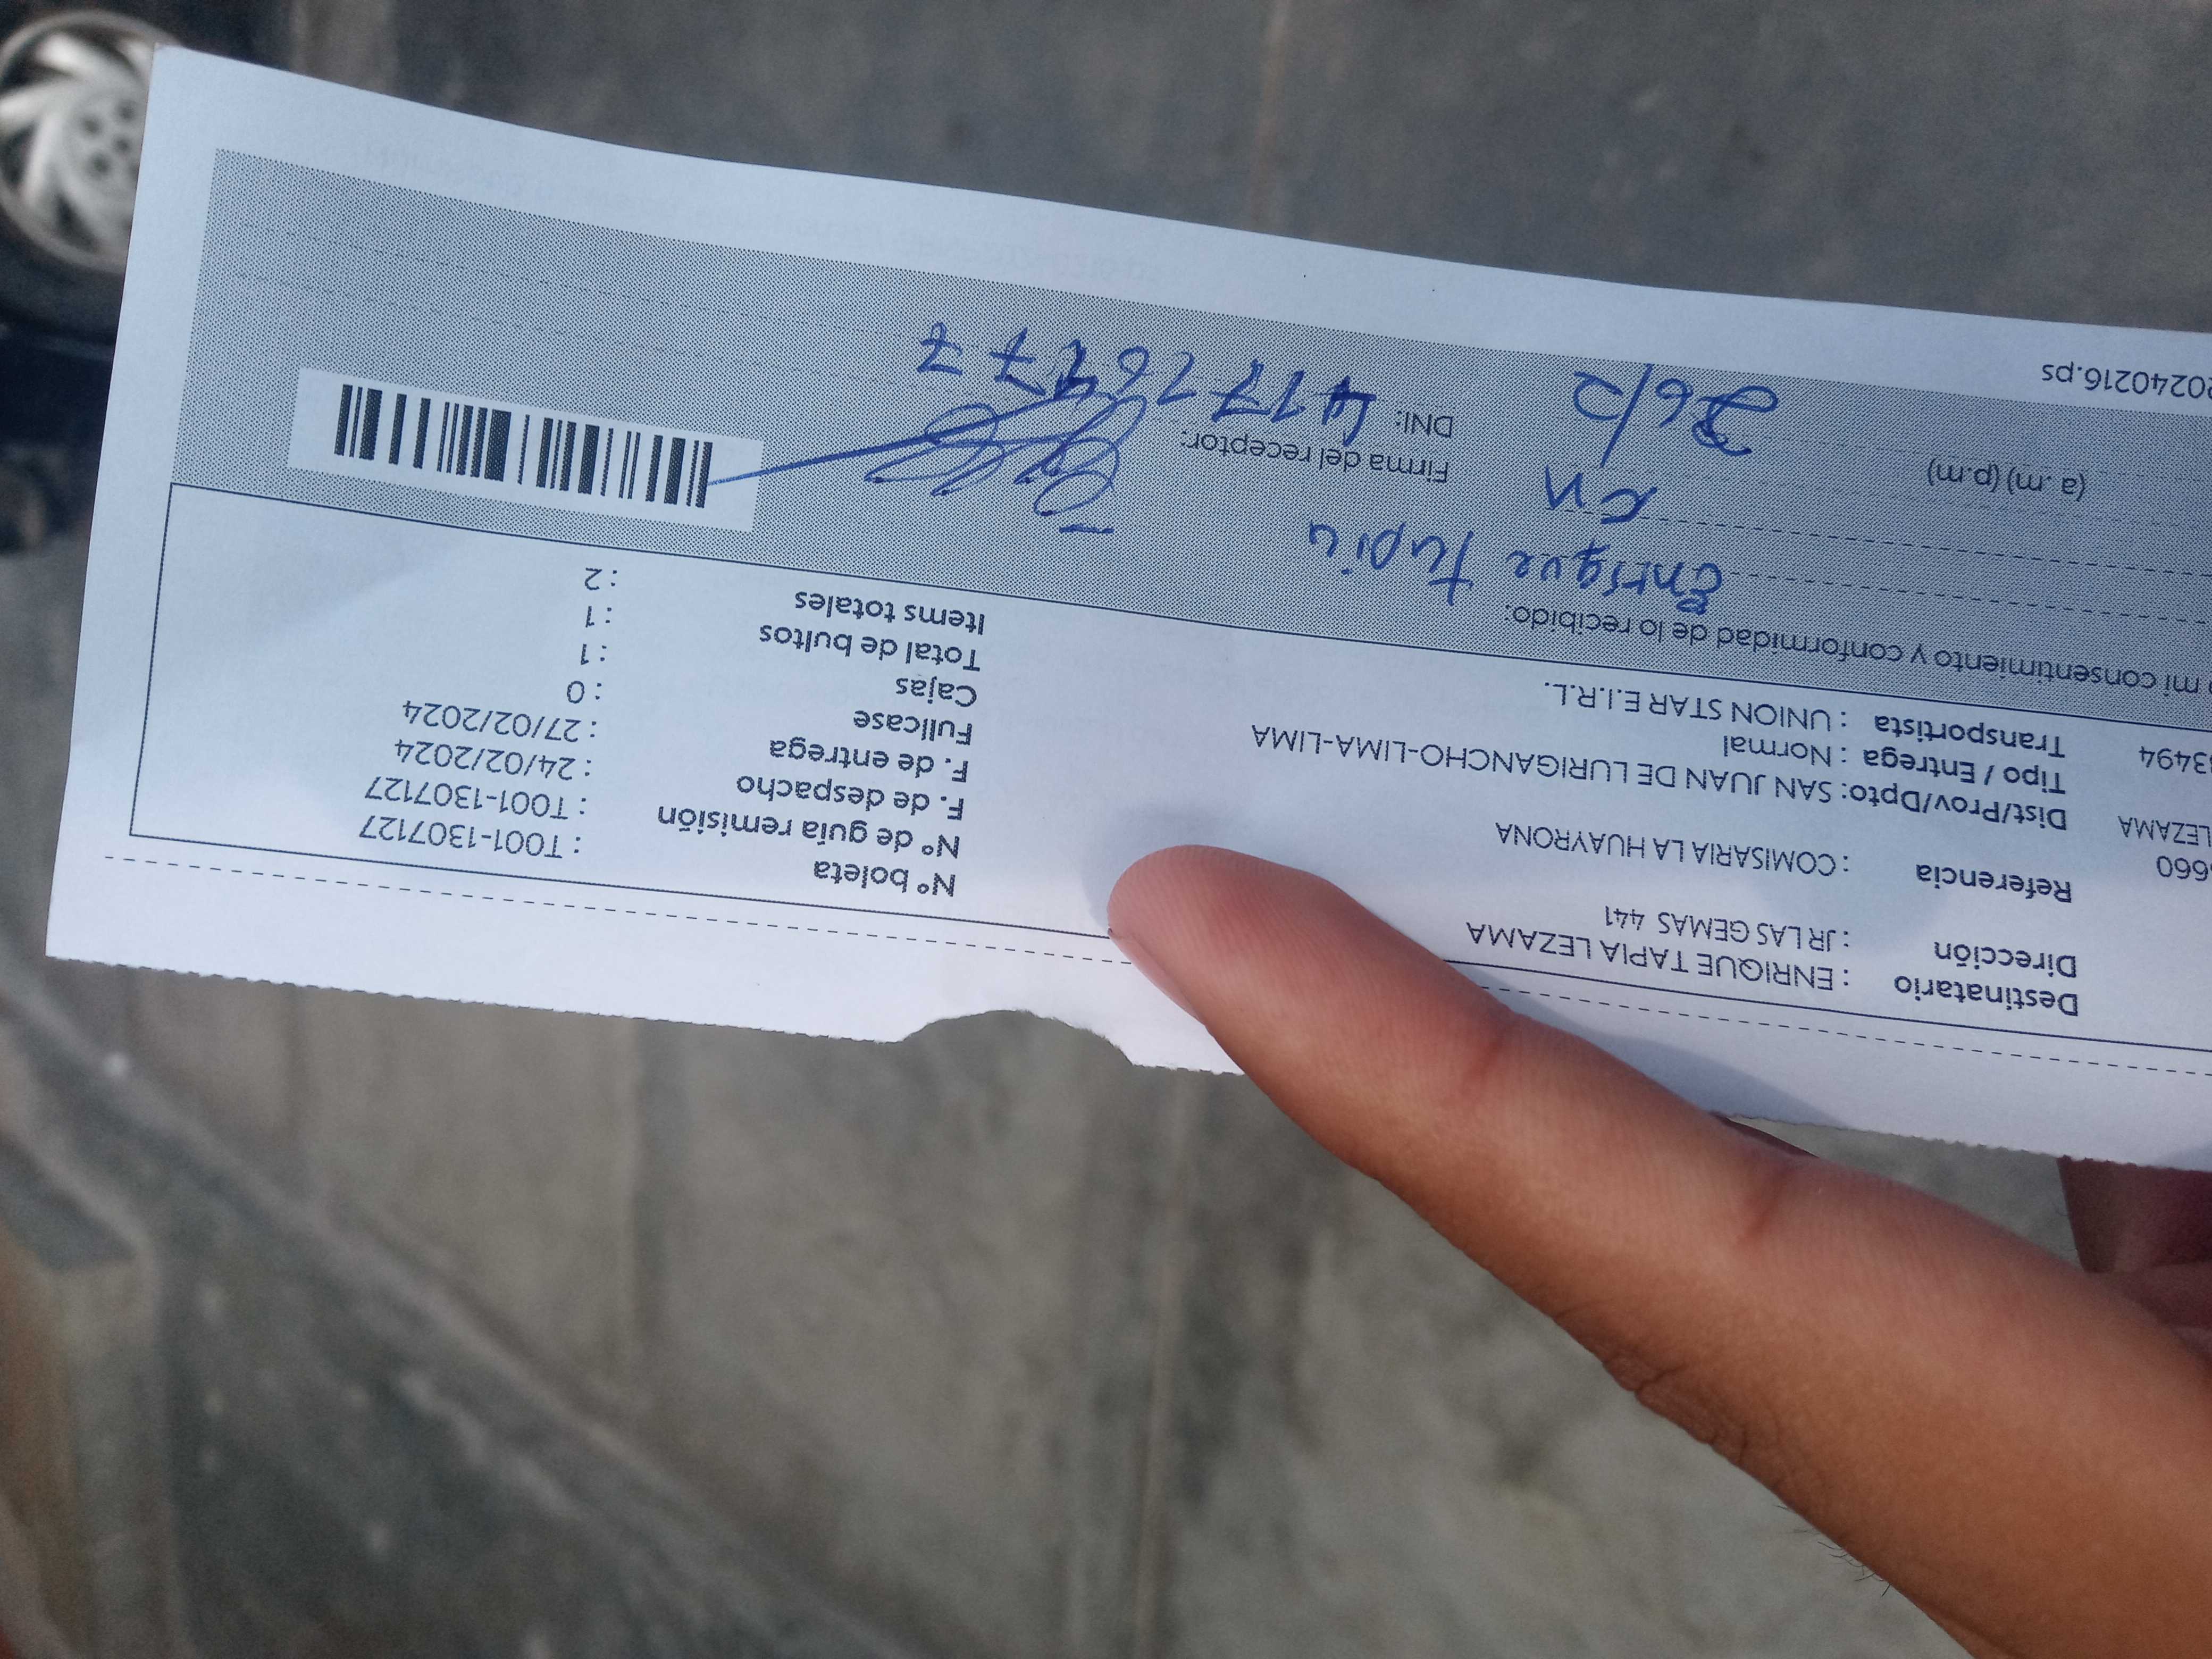 Destinatario : ENRIQUE TAPIA LEZAMA
Dirección : JR LAS GEMAS 441
660
Referencia : COMISARIA LA HUAYRONA
LEZAMA
Dist/Prov/Dpto: SAN JUAN DE LURIGANCHO-LIMA-LIMA
Tipo / Entrega : Normal
3494
Transportista : UNION STAR E.I.R.L.
N° boleta : T001-1307127
N° de guía remisión : T001-1307127
F. de despacho : 24/02/2024
F. de entrega : 27/02/2024
Fullcase : 0
Cajas : 1
Total de bultos : 1
Items totales : 2
mi consentimiento y conformidad de lo recibido:
Enrique Tapia
(a .m) (p.m)
26/2
Firma del receptor:
DNI:
20240216.ps